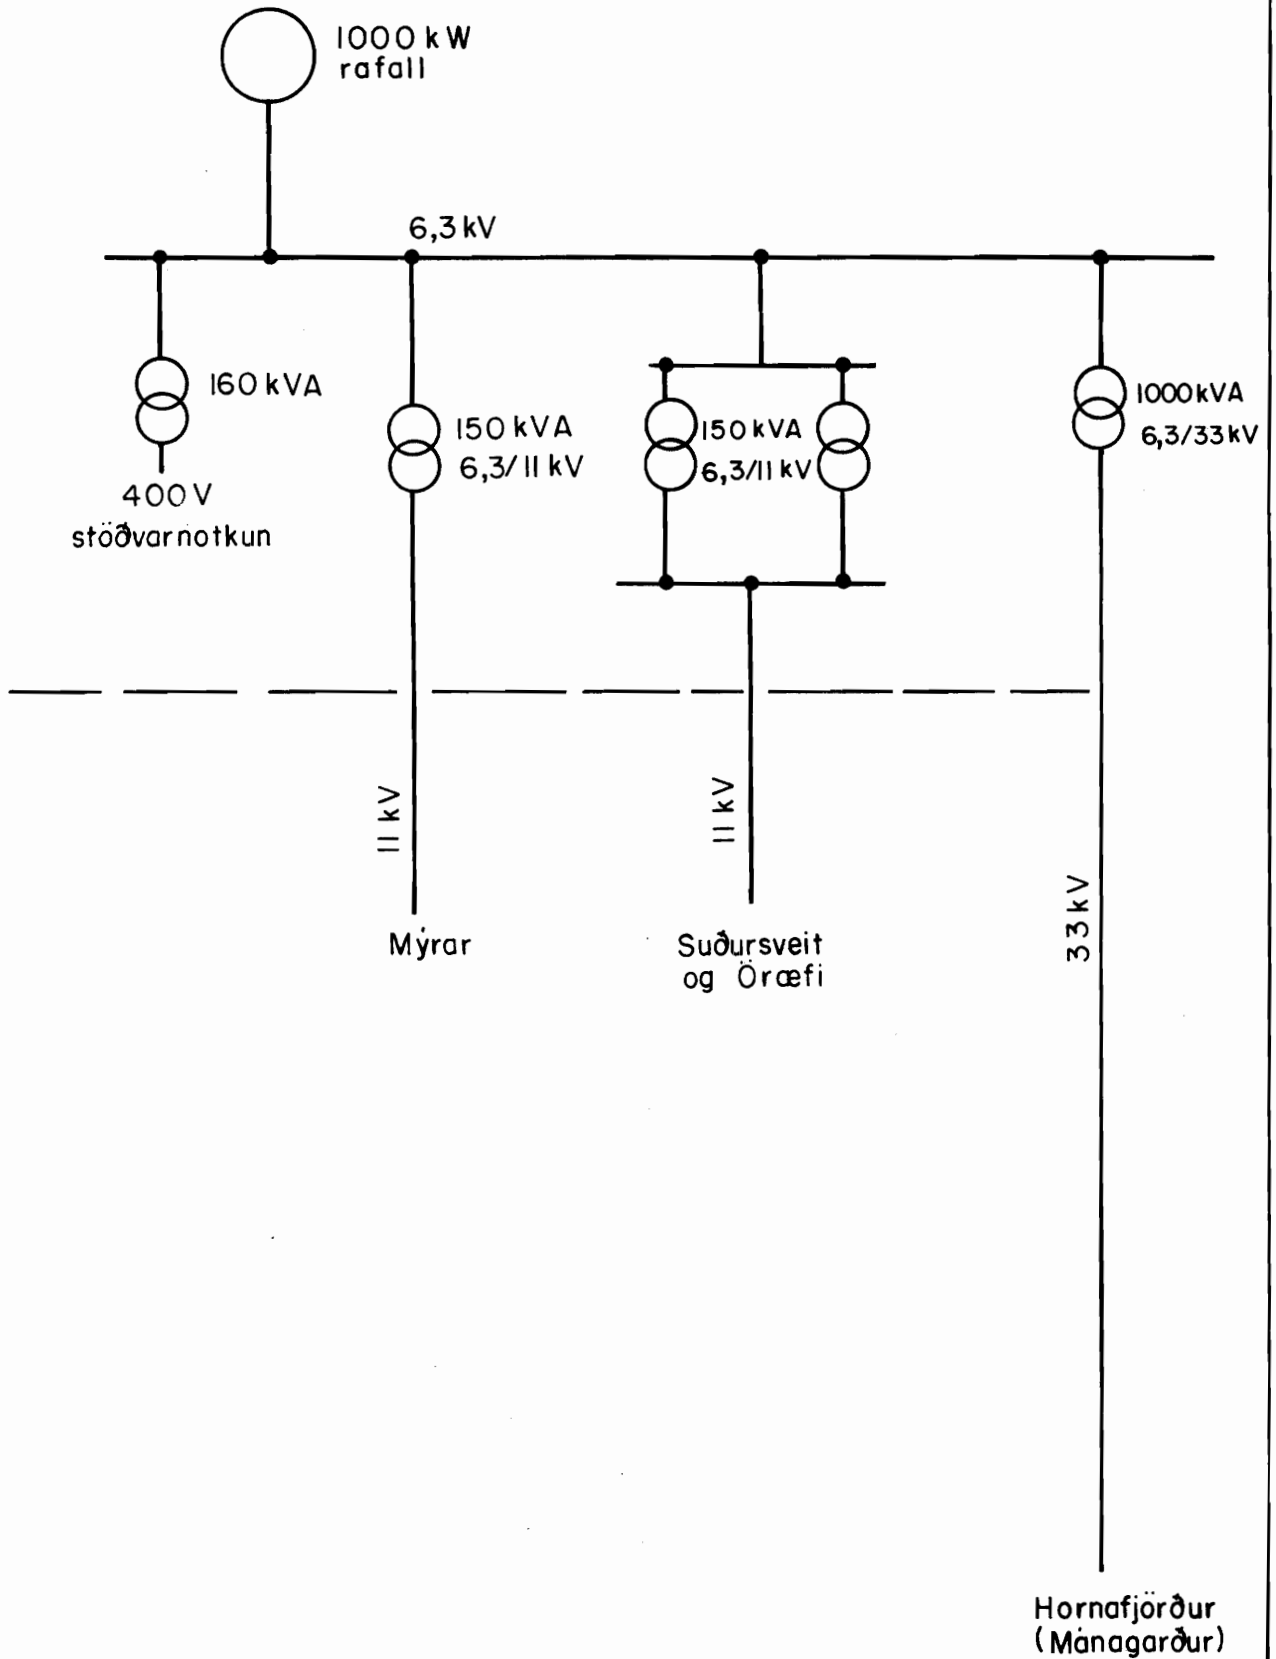 1000 kW
rafall
6,3 kV
160 kVA
400 V
stöðvarnotkun
150 kVA
6,3/11 kV
150 kVA
6,3/11 kV
1000 kVA
6,3/33 kV
11 kV
11 kV
33 kV
Mýrar
Suðursveit
og Öræfi
Hornafjörður
(Mánagarður)